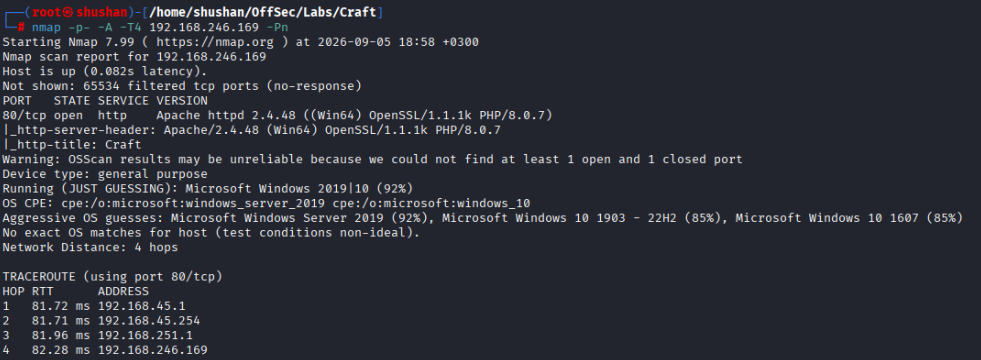 ┌──(root㉿shushan)-[/home/shushan/OffSec/Labs/Craft]
└─# nmap -p- -A -T4 192.168.246.169 -Pn
Starting Nmap 7.99 ( https://nmap.org ) at 2026-09-05 18:58 +0300
Nmap scan report for 192.168.246.169
Host is up (0.082s latency).
Not shown: 65534 filtered tcp ports (no-response)
PORT   STATE SERVICE VERSION
80/tcp open  http    Apache httpd 2.4.48 ((Win64) OpenSSL/1.1.1k PHP/8.0.7)
|_http-server-header: Apache/2.4.48 (Win64) OpenSSL/1.1.1k PHP/8.0.7
|_http-title: Craft
Warning: OSScan results may be unreliable because we could not find at least 1 open and 1 closed port
Device type: general purpose
Running (JUST GUESSING): Microsoft Windows 2019|10 (92%)
OS CPE: cpe:/o:microsoft:windows_server_2019 cpe:/o:microsoft:windows_10
Aggressive OS guesses: Microsoft Windows Server 2019 (92%), Microsoft Windows 10 1903 - 22H2 (85%), Microsoft Windows 10 1607 (85%)
No exact OS matches for host (test conditions non-ideal).
Network Distance: 4 hops

TRACEROUTE (using port 80/tcp)
HOP RTT      ADDRESS
1   81.72 ms 192.168.45.1
2   81.71 ms 192.168.45.254
3   81.96 ms 192.168.251.1
4   82.28 ms 192.168.246.169